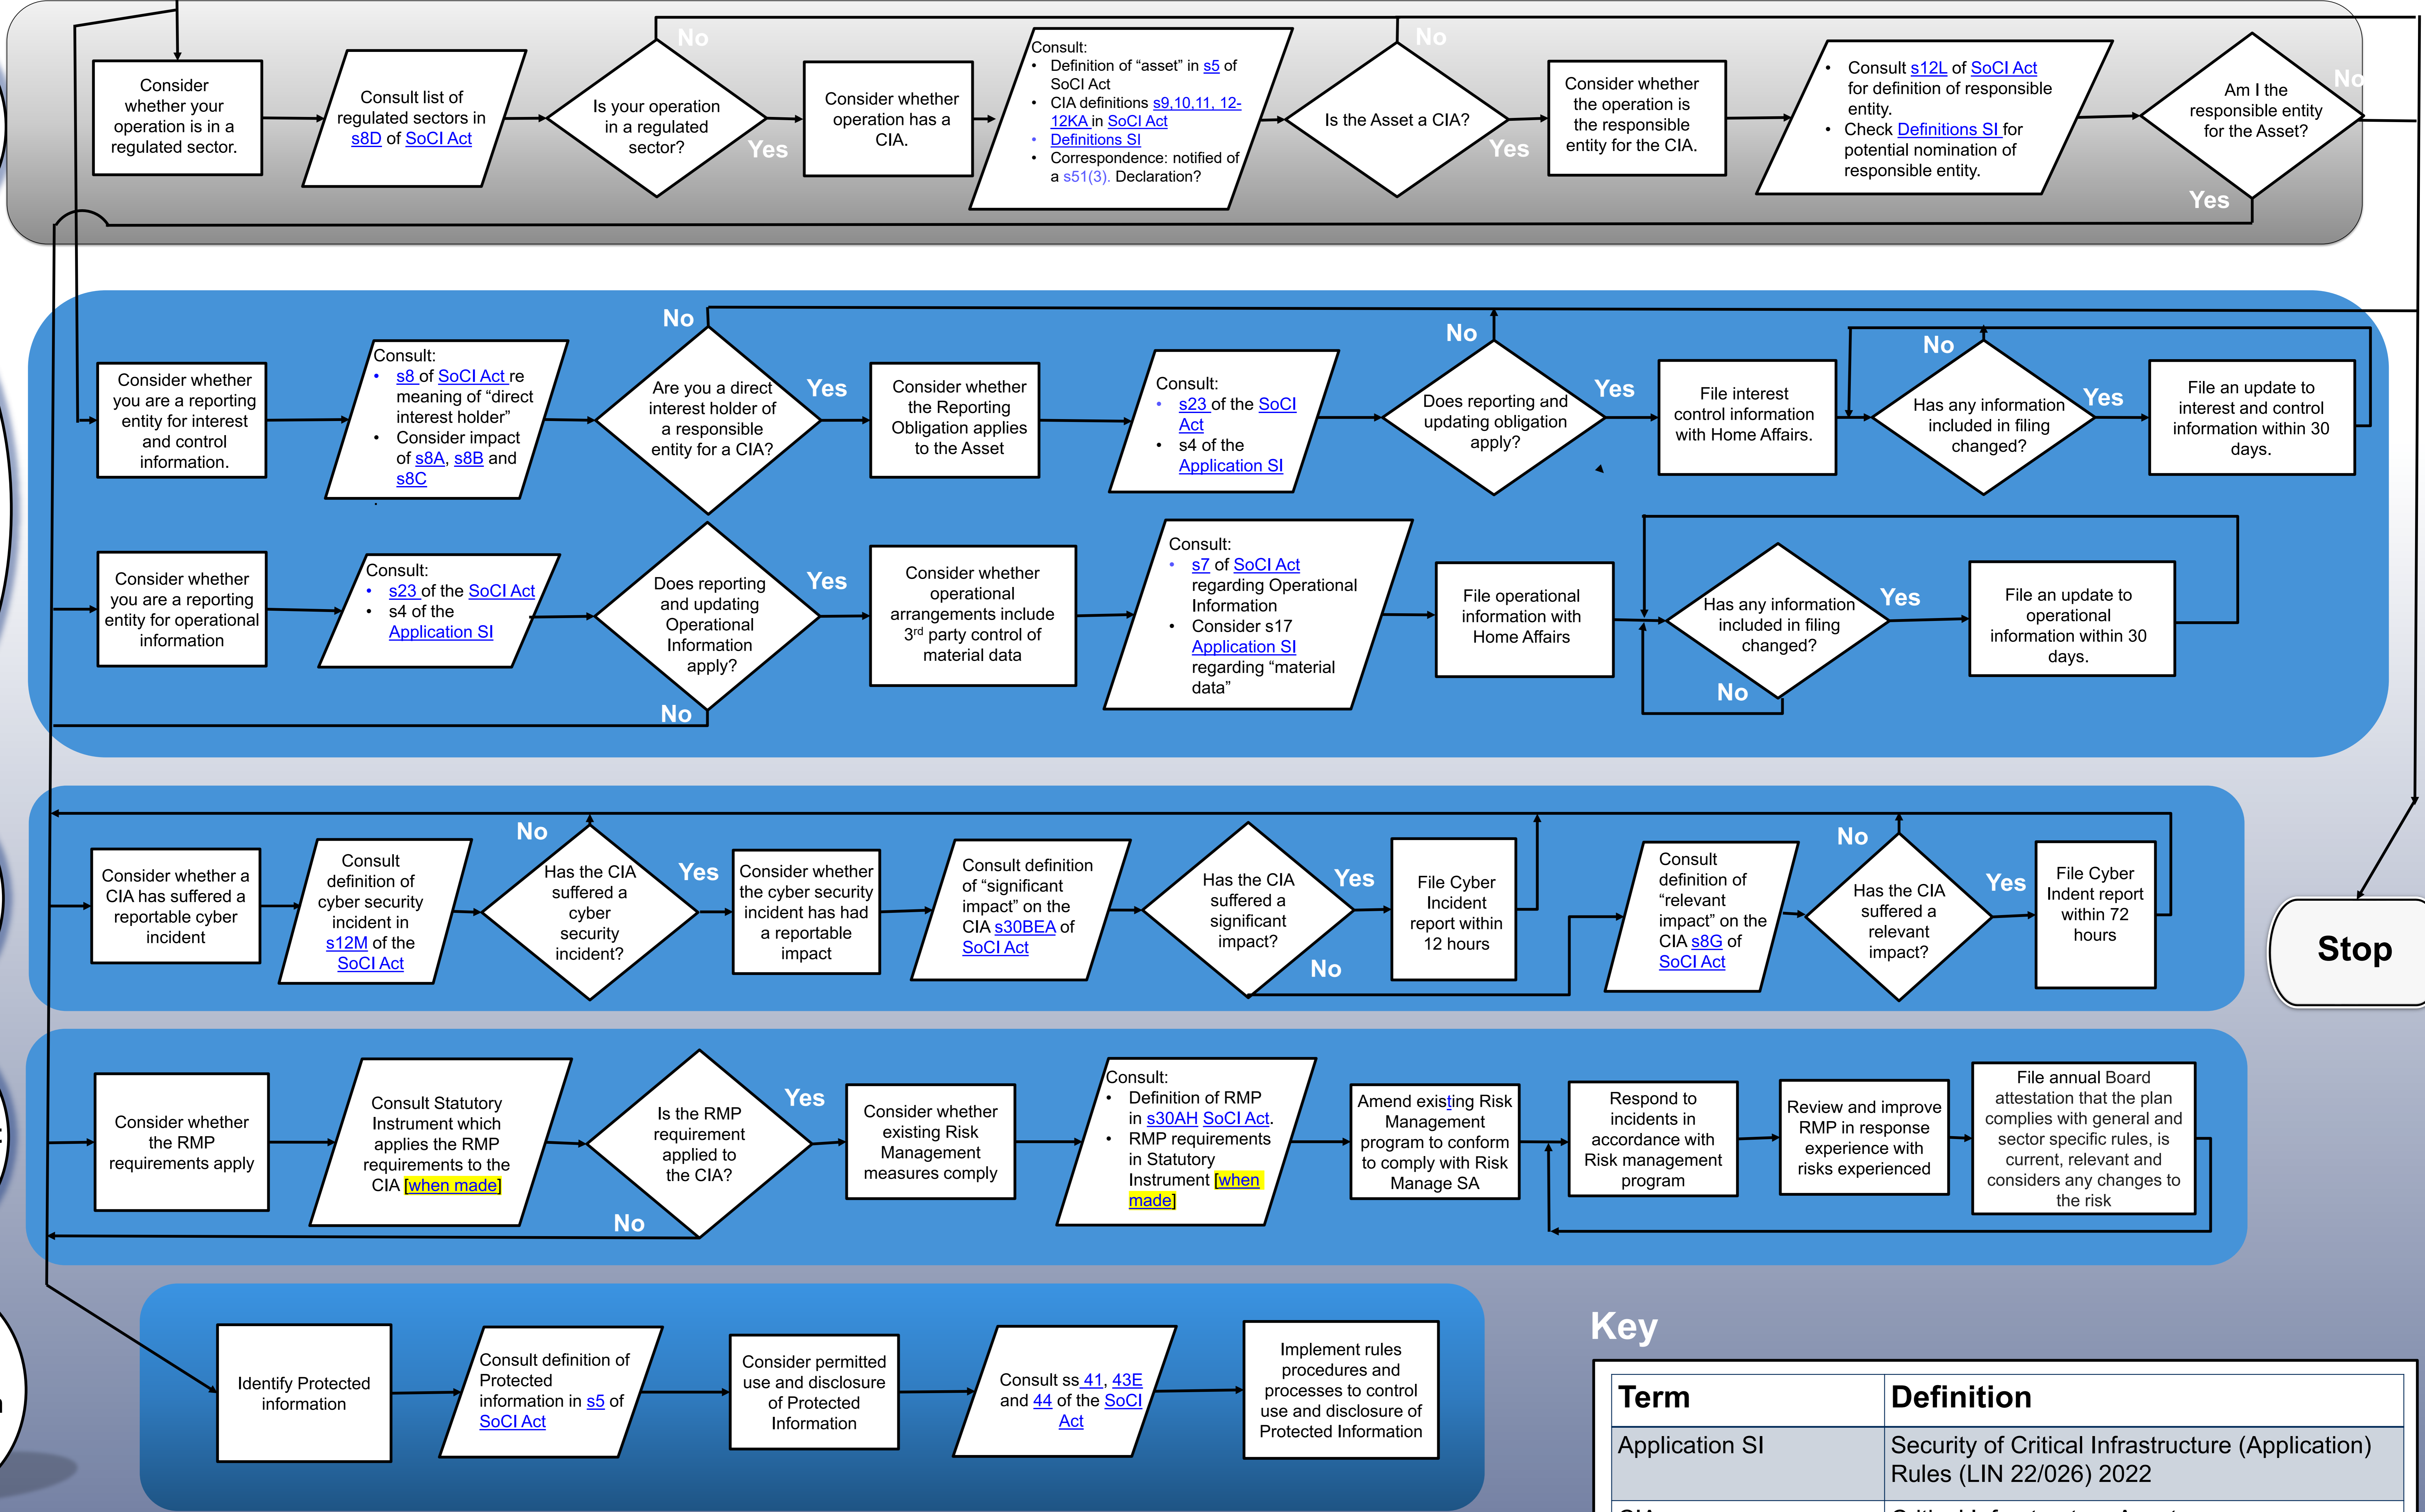 Consider
whether your
operation is in a
regulated sector.
Consult list of
regulated sectors in
s8D of SoCI Act
No
Is your operation
in a regulated
sector?
Yes
Consider whether
operation has a
CIA.
Consult:
• Definition of “asset” in s5 of
SoCI Act
• CIA definitions s9,10,11, 12-
12KA in SoCI Act
• Definitions SI
• Correspondence: notified of
a s51(3). Declaration?
No
Is the Asset a CIA?
Yes
Consider whether
the operation is
the responsible
entity for the CIA.
• Consult s12L of SoCI Act
for definition of responsible
entity.
• Check Definitions SI for
potential nomination of
responsible entity.
No
Am I the
responsible entity
for the Asset?
Yes
Consider whether
you are a reporting
entity for interest
and control
information.
Consult:
• s8 of SoCI Act re
meaning of “direct
interest holder”
• Consider impact
of s8A, s8B and
s8C
.
No
Are you a direct
interest holder of
a responsible
entity for a CIA?
Yes
Consider whether
the Reporting
Obligation applies
to the Asset
Consult:
• s23 of the SoCI
Act
• s4 of the
Application SI
No
Does reporting and
updating obligation
apply?
Yes
File interest
control information
with Home Affairs.
No
Has any information
included in filing
changed?
Yes
File an update to
interest and control
information within 30
days.
Consider whether
you are a reporting
entity for operational
information
Consult:
• s23 of the SoCI Act
• s4 of the
Application SI
Does reporting
and updating
Operational
Information
apply?
Yes
No
Consider whether
operational
arrangements include
3rd party control of
material data
Consult:
• s7 of SoCI Act
regarding Operational
Information
• Consider s17
Application SI
regarding “material
data”
File operational
information with
Home Affairs
Has any information
included in filing
changed?
Yes
No
File an update to
operational
information within 30
days.
Consider whether a
CIA has suffered a
reportable cyber
incident
Consult
definition of
cyber security
incident in
s12M of the
SoCI Act
No
Has the CIA
suffered a
cyber
security
incident?
Yes
Consider whether
the cyber security
incident has had
a reportable
impact
Consult definition
of “significant
impact” on the
CIA s30BEA of
SoCI Act
Has the CIA
suffered a
significant
impact?
Yes
No
File Cyber
Incident
report within
12 hours
Consult
definition of
“relevant
impact” on the
CIA s8G of
SoCI Act
No
Has the CIA
suffered a
relevant
impact?
Yes
File Cyber
Indent report
within 72
hours
Stop
Consider whether
the RMP
requirements apply
Consult Statutory
Instrument which
applies the RMP
requirements to the
CIA [when made]
Is the RMP
requirement
applied to
the CIA?
Yes
No
Consider whether
existing Risk
Management
measures comply
Consult:
• Definition of RMP
in s30AH SoCI Act.
• RMP requirements
in Statutory
Instrument [when
made]
Amend existing Risk
Management
program to conform
to comply with Risk
Manage SA
Respond to
incidents in
accordance with
Risk management
program
Review and improve
RMP in response
experience with
risks experienced
File annual Board
attestation that the plan
complies with general and
sector specific rules, is
current, relevant and
considers any changes to
the risk
Identify Protected
information
Consult definition of
Protected
information in s5 of
SoCI Act
Consider permitted
use and disclosure
of Protected
Information
Consult ss 41, 43E
and 44 of the SoCI
Act
Implement rules
procedures and
processes to control
use and disclosure of
Protected Information
Key
Term Definition
Application SI Security of Critical Infrastructure (Application)
Rules (LIN 22/026) 2022